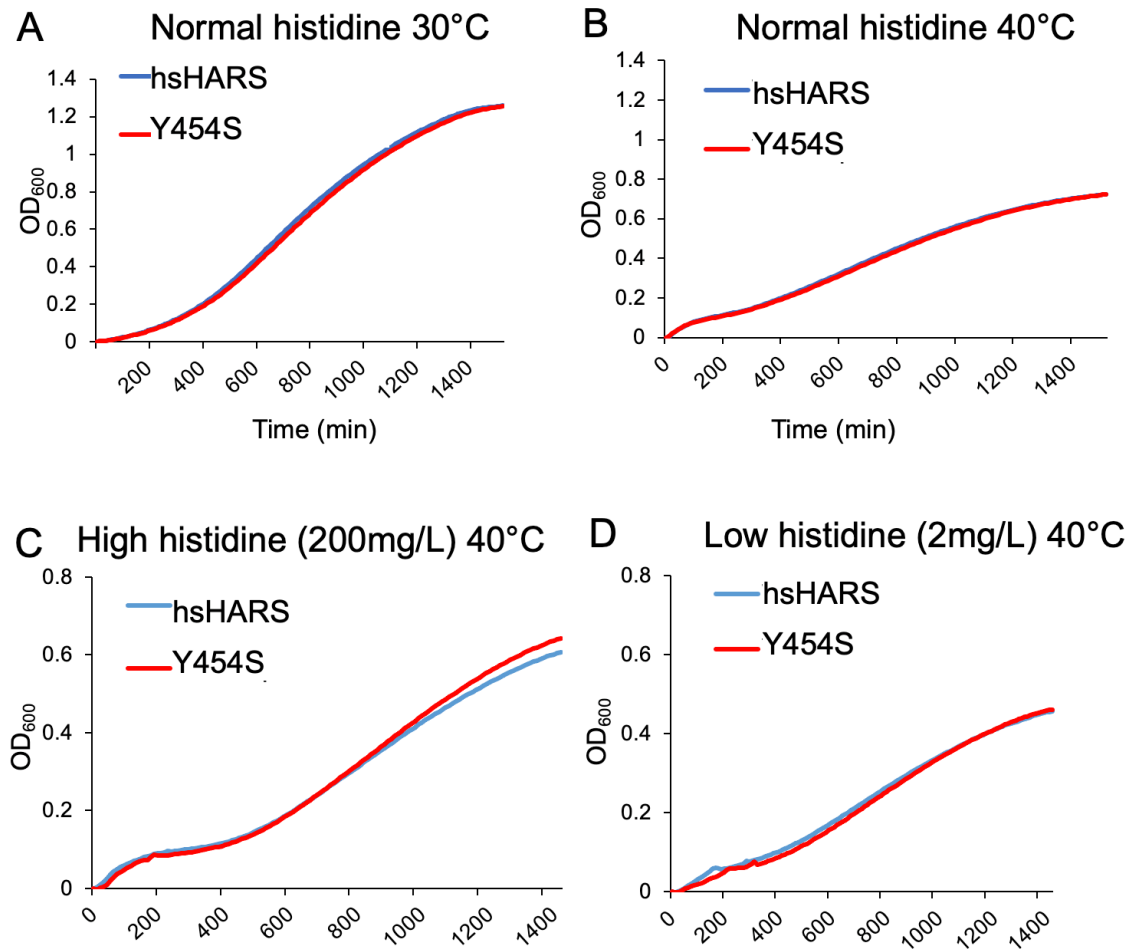 A Normal histidine 30°C
hsHARS
Y454S
OD600
1.4
1.2
1
0.8
0.6
0.4
0.2
0
200 400 600 800 1000 1200 1400
Time (min)
B Normal histidine 40°C
hsHARS
Y454S
OD600
1.4
1.2
1
0.8
0.6
0.4
0.2
0
0 200 400 600 800 1000 1200 1400
Time (min)
C High histidine (200mg/L) 40°C
hsHARS
Y454S
OD600
0.8
0.6
0.4
0.2
0
0 200 400 600 800 1000 1200 1400
D Low histidine (2mg/L) 40°C
hsHARS
Y454S
OD600
0.8
0.6
0.4
0.2
0
0 200 400 600 800 1000 1200 1400